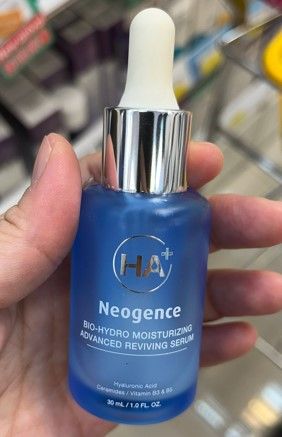 HA+
Neogence
BIO-HYDRO MOISTURIZING
ADVANCED REVIVING SERUM
Hyaluronic Acid
Ceramides / Vitamin B3 & B5
30 mL / 1.0 FL. OZ.